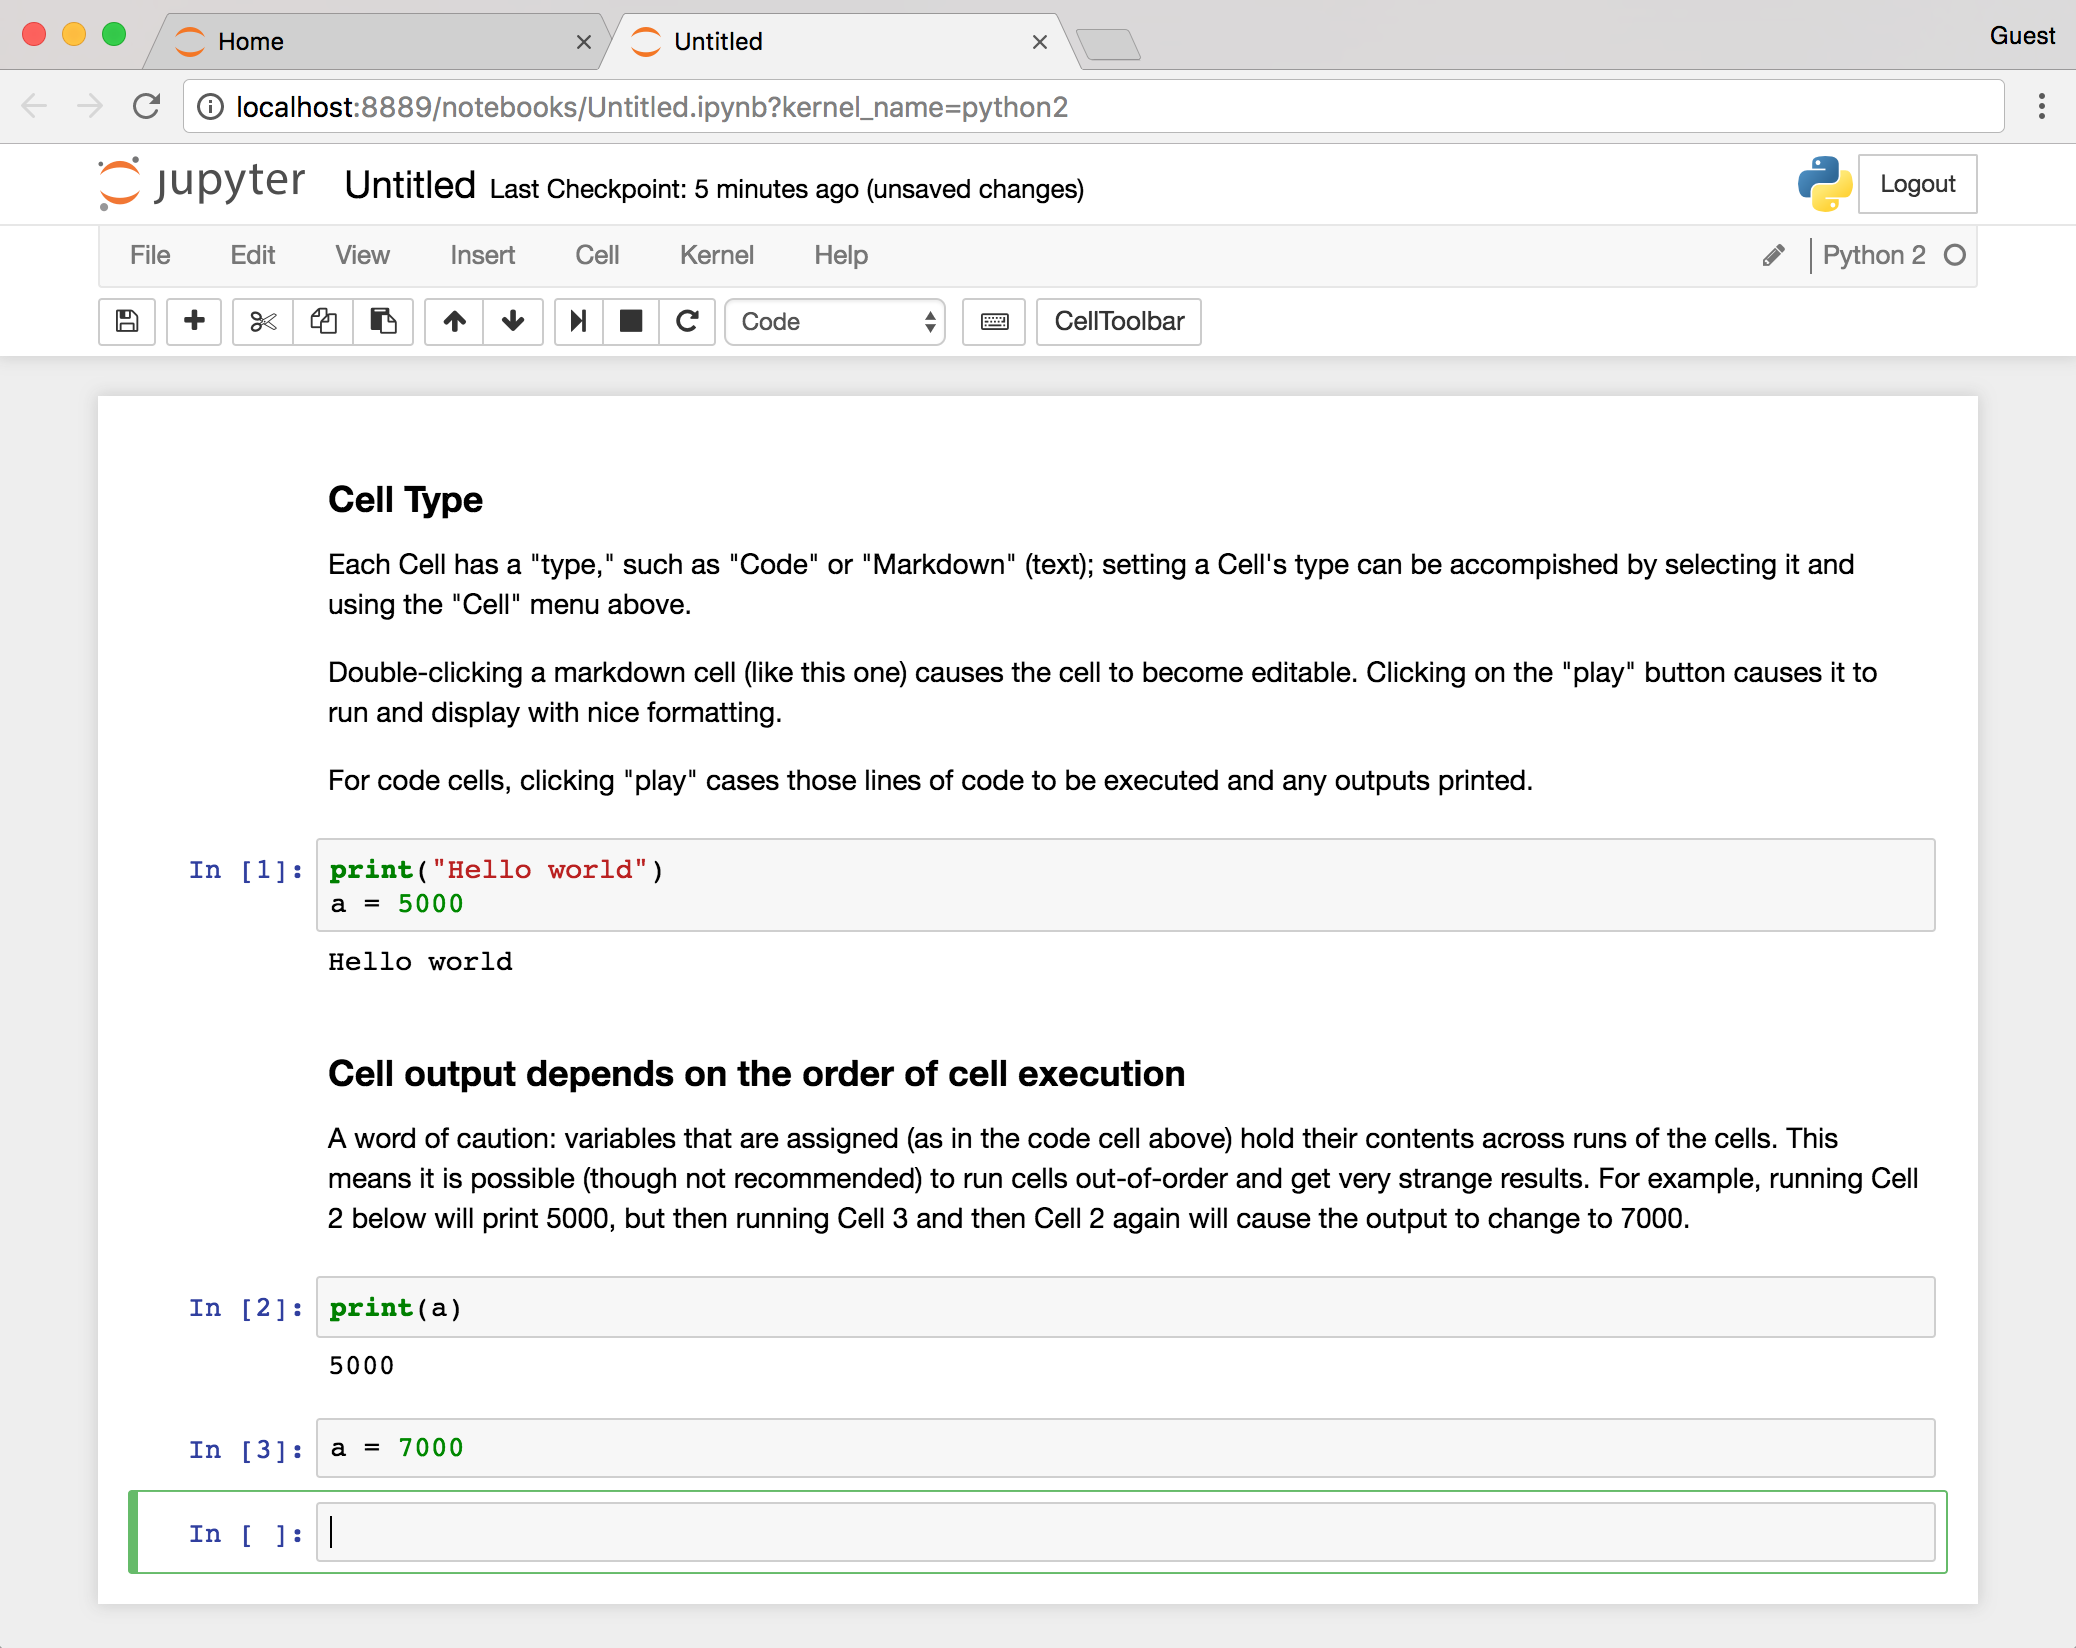 Home
Untitled
Guest
localhost:8889/notebooks/Untitled.ipynb?kernel_name=python2
jupyter Untitled Last Checkpoint: 5 minutes ago (unsaved changes)
Logout
File Edit View Insert Cell Kernel Help
Python 2
Code
CellToolbar
Cell Type
Each Cell has a "type," such as "Code" or "Markdown" (text); setting a Cell's type can be accompished by selecting it and
using the "Cell" menu above.
Double-clicking a markdown cell (like this one) causes the cell to become editable. Clicking on the "play" button causes it to
run and display with nice formatting.
For code cells, clicking "play" cases those lines of code to be executed and any outputs printed.
In [1]: print("Hello world")
a = 5000
Hello world
Cell output depends on the order of cell execution
A word of caution: variables that are assigned (as in the code cell above) hold their contents across runs of the cells. This
means it is possible (though not recommended) to run cells out-of-order and get very strange results. For example, running Cell
2 below will print 5000, but then running Cell 3 and then Cell 2 again will cause the output to change to 7000.
In [2]: print(a)
5000
In [3]: a = 7000
In [ ]: